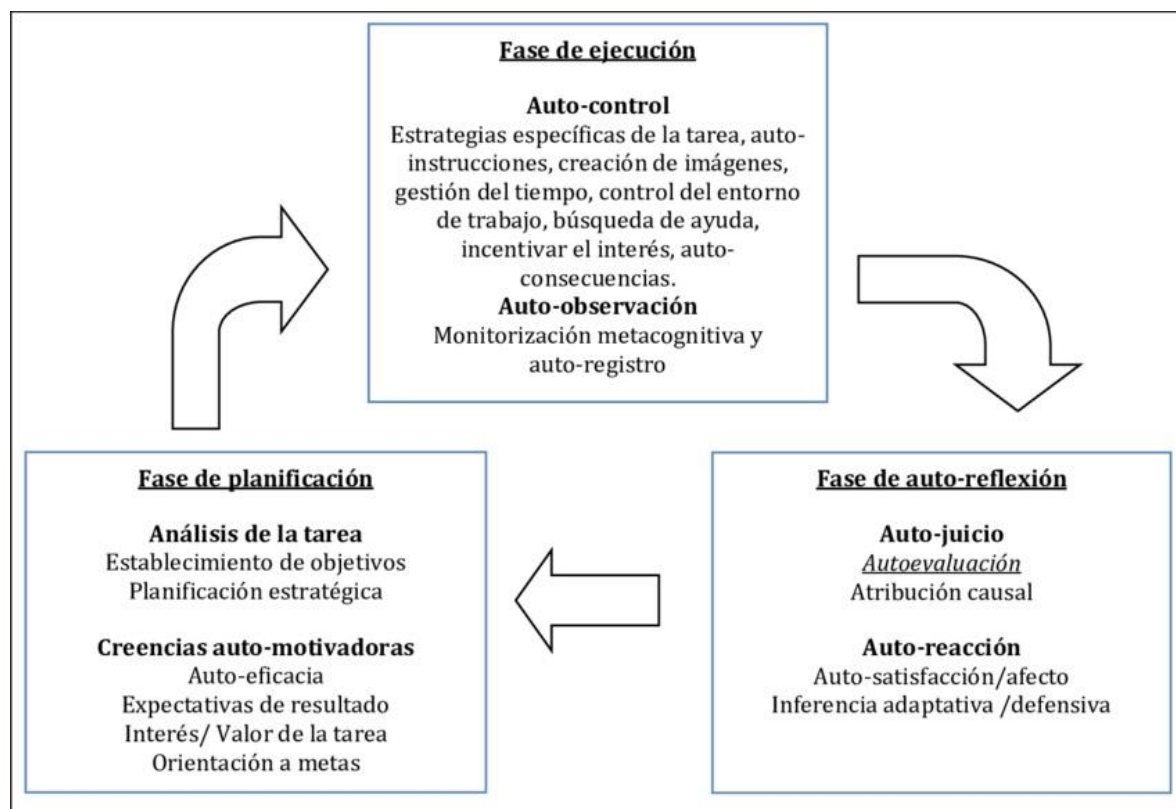 Fase de ejecución
Auto-control
Estrategias específicas de la tarea, auto-
instrucciones, creación de imágenes,
gestión del tiempo, control del entorno
de trabajo, búsqueda de ayuda,
incentivar el interés, auto-
consecuencias.
Auto-observación
Monitorización metacognitiva y
auto-registro
Fase de planificación
Análisis de la tarea
Establecimiento de objetivos
Planificación estratégica
Creencias auto-motivadoras
Auto-eficacia
Expectativas de resultado
Interés/ Valor de la tarea
Orientación a metas
Fase de auto-reflexión
Auto-juicio
Autoevaluación
Atribución causal
Auto-reacción
Auto-satisfacción/afecto
Inferencia adaptativa /defensiva